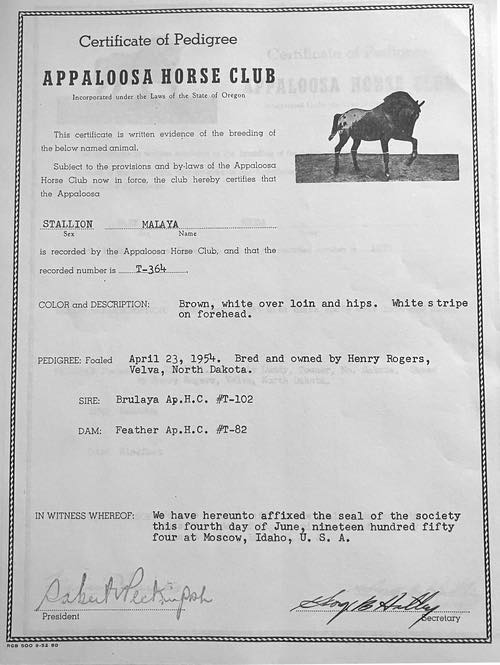 Certificate of Pedigree
APPALOOSA HORSE CLUB
Incorporated under the Laws of the State of Oregon
This certificate is written evidence of the breeding of
the below named animal.
Subject to the provisions and by-laws of the Appaloosa
Horse Club now in force, the club hereby certifies that
the Appaloosa
STALLION MALAYA
Sex Name
is recorded by the Appaloosa Horse Club, and that the
recorded number is T-364
COLOR and DESCRIPTION: Brown, white over loin and hips. White stripe
on forehead.
PEDIGREE: Foaled April 23, 1954. Bred and owned by Henry Rogers,
Velva, North Dakota.
SIRE: Brulaya Ap.H.C. #T-102
DAM: Feather Ap.H.C. #T-82
IN WITNESS WHEREOF: We have hereunto affixed the seal of the society
this fourth day of June, nineteen hundred fifty
four at Moscow, Idaho, U. S. A.
President
Secretary
RGB 500 9-52 80